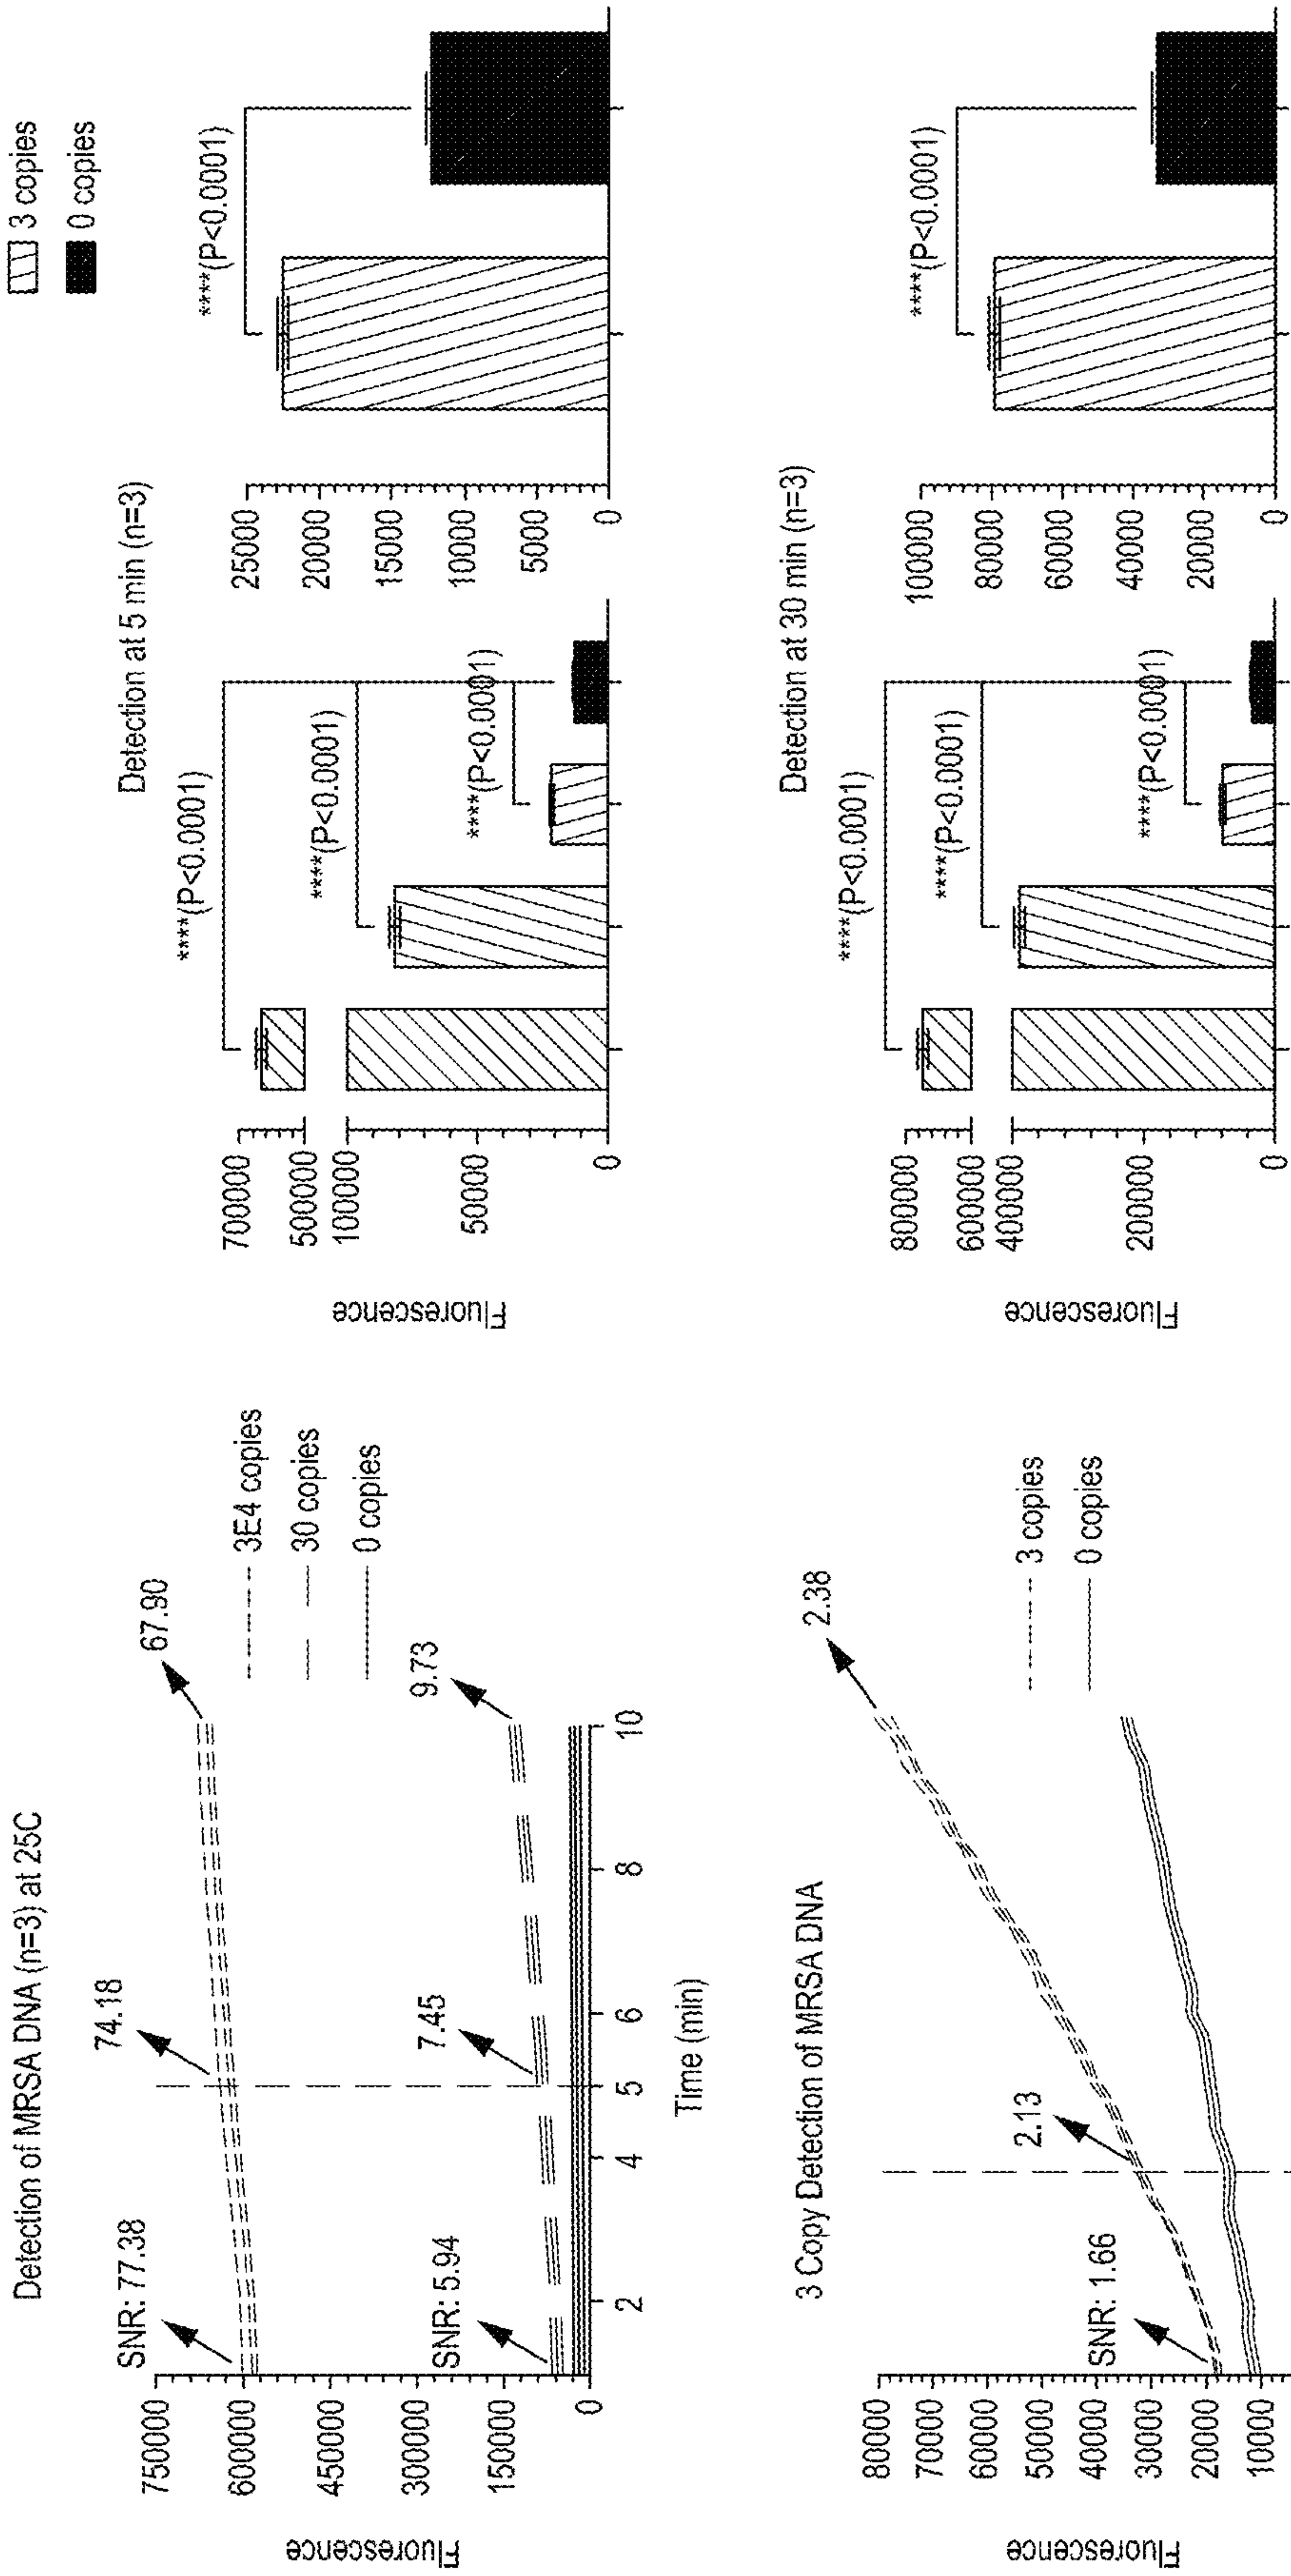 Detection of MRSA DNA (n=3) at 25C
SNR: 77.38
74.18
67.90
SNR: 5.94
7.45
9.73
3E4 copies
30 copies
0 copies
Fluorescence
750000
600000
450000
300000
150000
0
2
4
5
6
8
10
Time (min)
3 Copy Detection of MRSA DNA
SNR: 1.66
2.13
2.38
3 copies
0 copies
Fluorescence
80000
70000
60000
50000
40000
30000
20000
10000
3 copies
0 copies
Detection at 5 min (n=3)
****(P<0.0001)
****(P<0.0001)
****(P<0.0001)
Fluorescence
700000
500000
100000
50000
0
****(P<0.0001)
25000
20000
15000
10000
5000
0
Detection at 30 min (n=3)
****(P<0.0001)
****(P<0.0001)
****(P<0.0001)
Fluorescence
800000
600000
400000
200000
0
****(P<0.0001)
100000
80000
60000
40000
20000
0